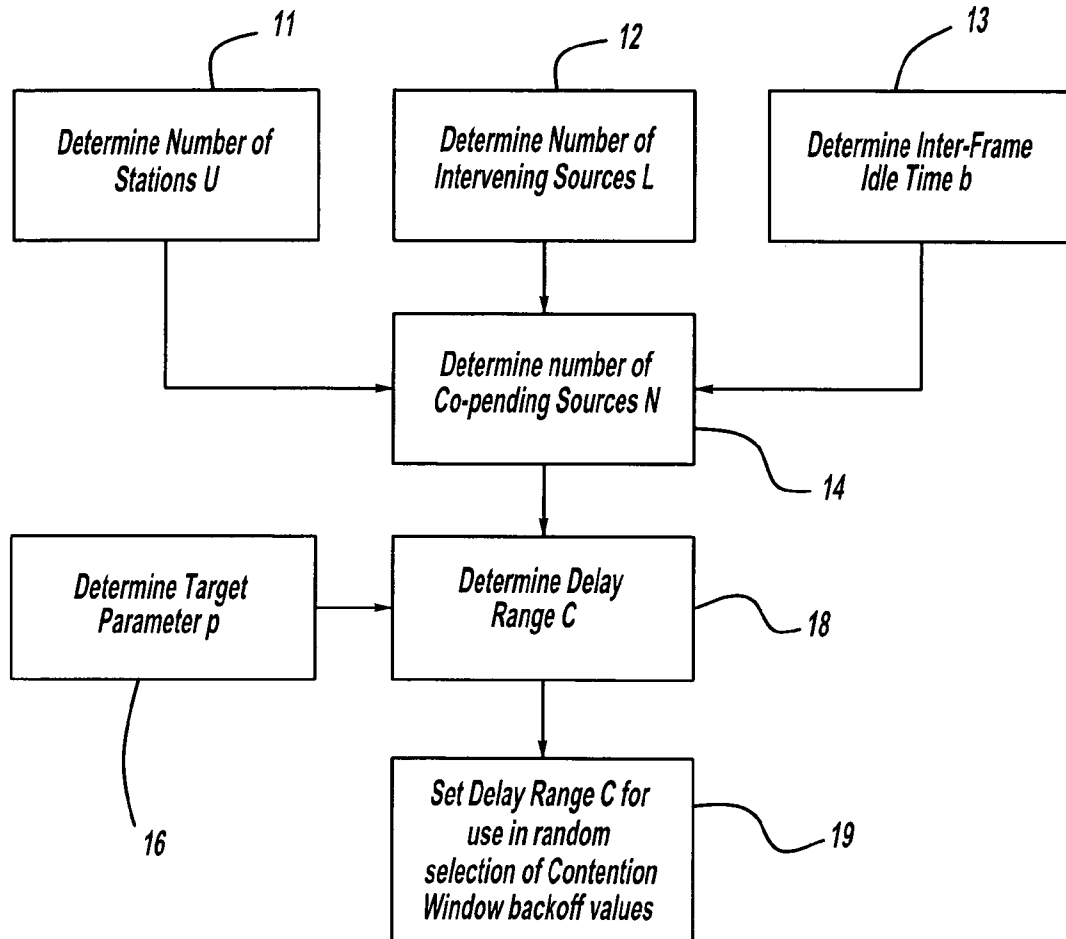 11
12
13
Determine Number of
Stations U
Determine Number of
Intervening Sources L
Determine Inter-Frame
Idle Time b
Determine number of
Co-pending Sources N
14
Determine Target
Parameter p
Determine Delay
Range C
18
16
Set Delay Range C for
use in random
selection of Contention
Window backoff values
19